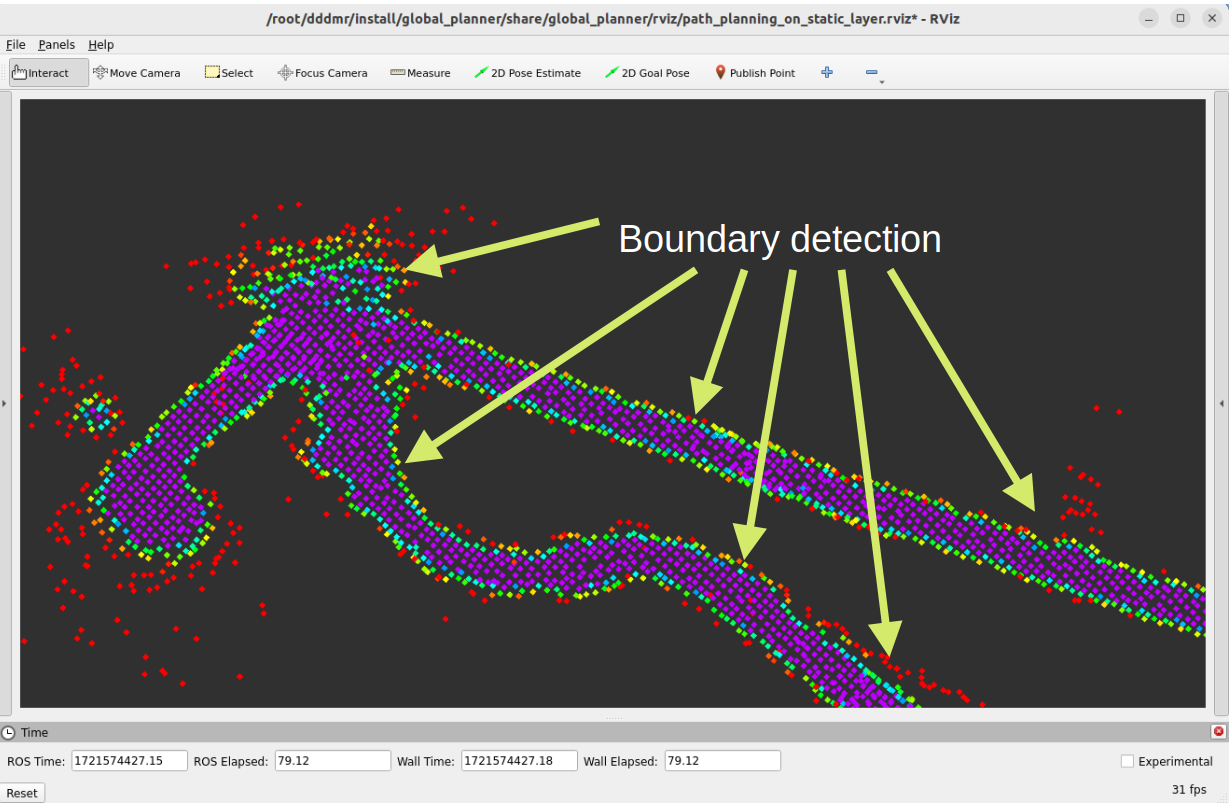 /root/dddmr/install/global_planner/share/global_planner/rviz/path_planning_on_static_layer.rviz* - RViz
File Panels Help
Interact Move Camera Select Focus Camera Measure 2D Pose Estimate 2D Goal Pose Publish Point
Boundary detection
Time
ROS Time: 1721574427.15 ROS Elapsed: 79.12 Wall Time: 1721574427.18 Wall Elapsed: 79.12 Experimental
Reset 31 fps